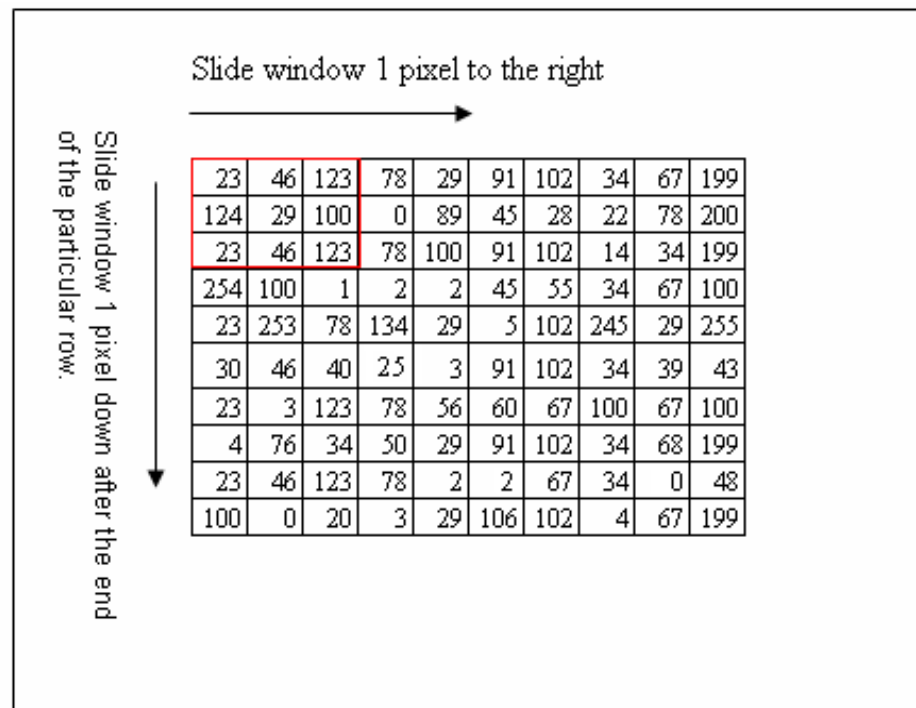 Slide window 1 pixel to the right
Slide window 1 pixel down after the end
of the particular row.
23 46 123 78 29 91 102 34 67 199
124 29 100 0 89 45 28 22 78 200
23 46 123 78 100 91 102 14 34 199
254 100 1 2 2 45 55 34 67 100
23 253 78 134 29 5 102 245 29 255
30 46 40 25 3 91 102 34 39 43
23 3 123 78 56 60 67 100 67 100
4 76 34 50 29 91 102 34 68 199
23 46 123 78 2 2 67 34 0 48
100 0 20 3 29 106 102 4 67 199